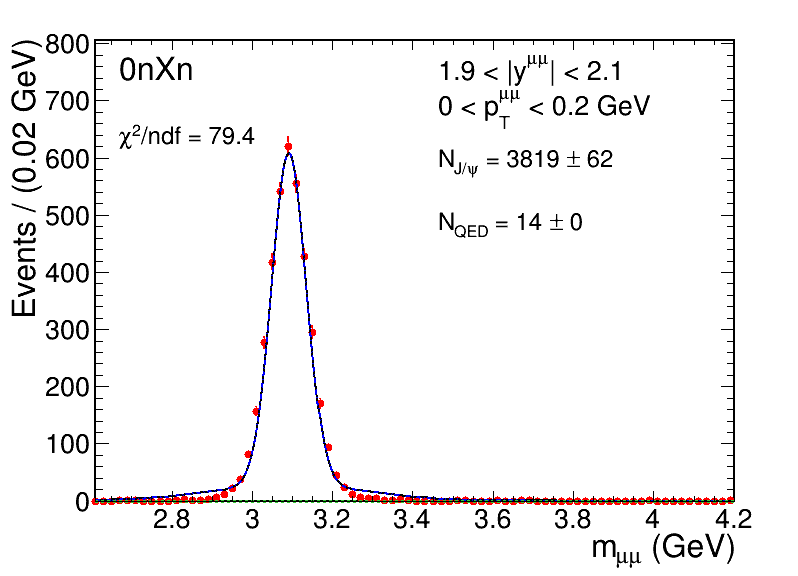 0nXn
1.9 < |y^μμ| < 2.1
0 < p_T^μμ < 0.2 GeV
χ²/ndf = 79.4
N_J/ψ = 3819 ± 62
N_QED = 14 ± 0
Events / (0.02 GeV)
800
700
600
500
400
300
200
100
0
2.8 3 3.2 3.4 3.6 3.8 4 4.2
m_μμ (GeV)